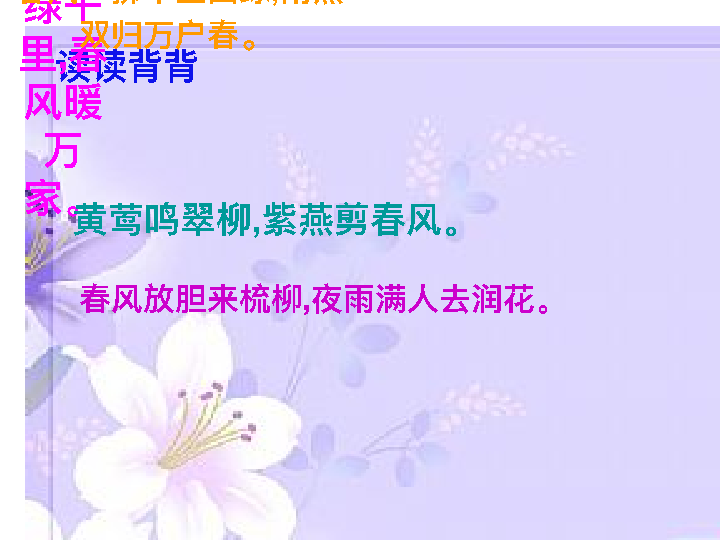 双归万户春。
读读背背
绿千
里,春
风暖
万
家。
黄莺鸣翠柳,紫燕剪春风。
春风放胆来梳柳,夜雨满人去润花。